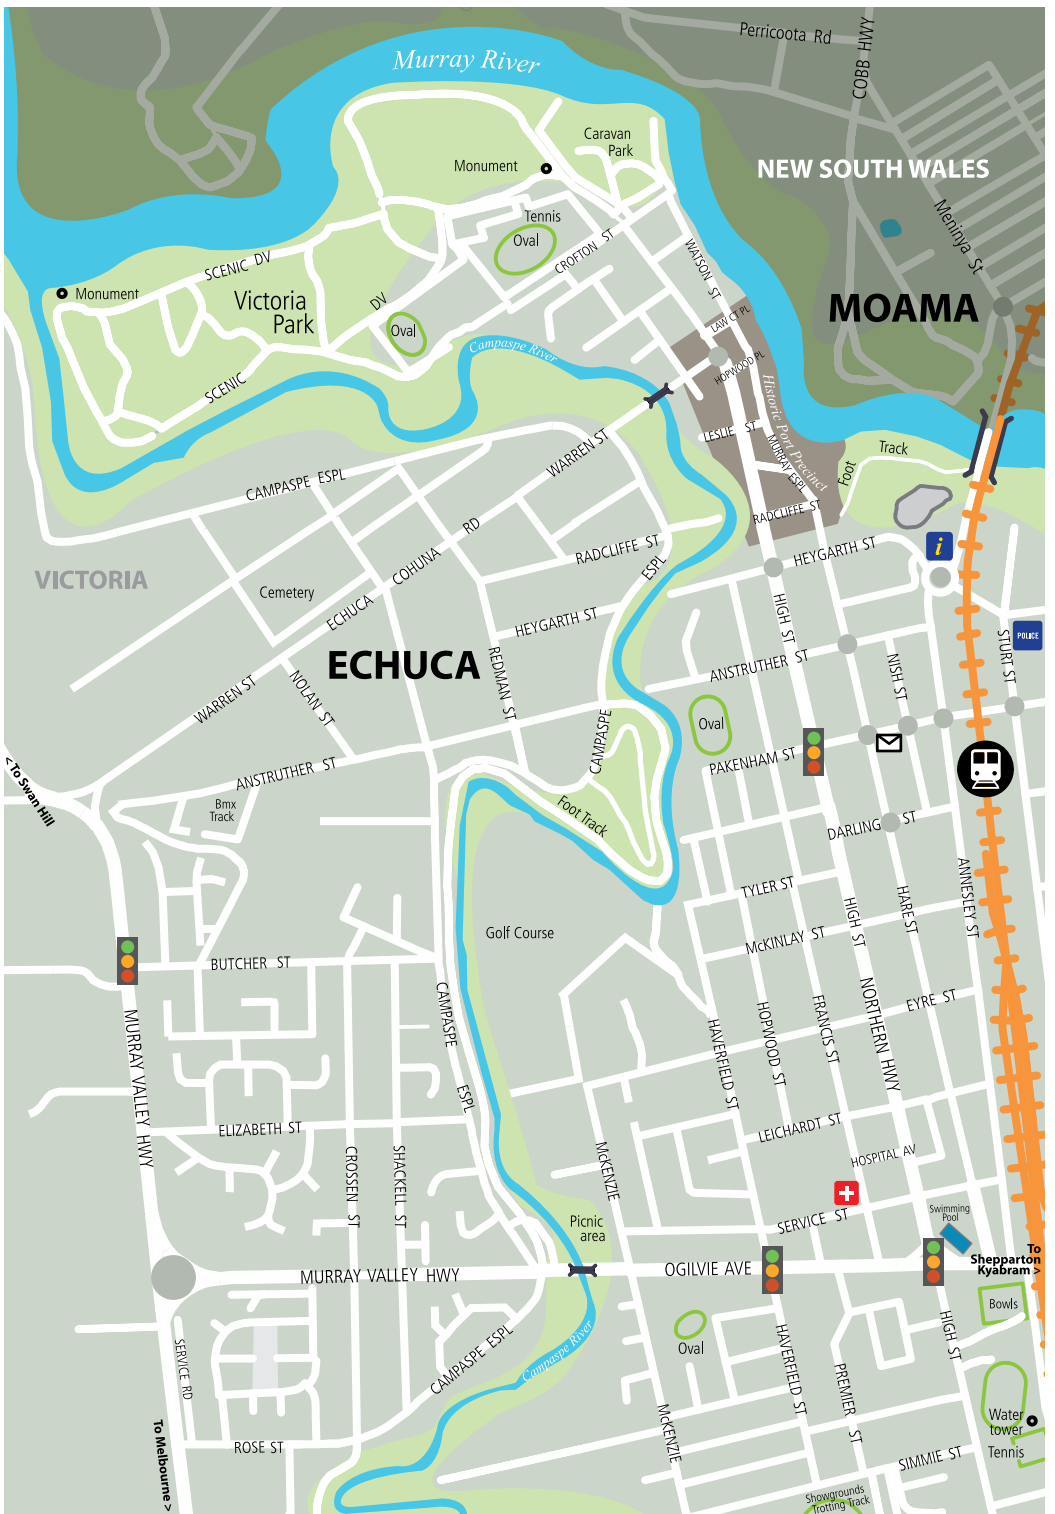 Perricoota Rd
COBB HWY
Murray River
Caravan
Park
Monument
NEW SOUTH WALES
Meninya St
Tennis
Oval
CROFTON ST
WATSON ST
SCENIC DV
Monument
Victoria
Park
DV
Oval
MOAMA
LAW CT PL
Campaspe River
HOPWOOD PL
SCENIC
Historic Port Precinct
LESLIE ST
WARREN ST
MURRAY ESPL
Track
Foot
CAMPASPE ESPL
RADCLIFFE ST
RD
COHUNA
ECHUCA
RADCLIFFE ST
ESPL
HEYGARTH ST
i
VICTORIA
Cemetery
HEYGARTH ST
HIGH ST
POLICE
STURT ST
ECHUCA
REDMAN ST
ANSTRUTHER ST
NISH ST
NOLAN ST
WARREN ST
CAMPASPE
Oval
PAKENHAM ST
< To Swan Hill
ANSTRUTHER ST
Bmx
Track
Foot Track
DARLING ST
ANNESLEY ST
TYLER ST
HIGH ST
HARE ST
Golf Course
McKINLAY ST
BUTCHER ST
CAMPASPE
ESPL
NORTHERN HWY
EYRE ST
MURRAY VALLEY HWY
HAVERFIELD ST
HOPWOOD ST
FRANCIS ST
ELIZABETH ST
LEICHARDT ST
CROSSEN ST
SHACKELL ST
McKENZIE
HOSPITAL AV
Picnic
area
SERVICE ST
Swimming
Pool
To
Shepparton
Kyabram >
MURRAY VALLEY HWY
OGILVIE AVE
Bowls
SERVICE RD
CAMPASPE ESPL
Campaspe River
Oval
HAVERFIELD ST
PREMIER ST
HIGH ST
To Melbourne >
ROSE ST
McKENZIE
Water
tower
Tennis
SIMMIE ST
Showgrounds
Trotting Track